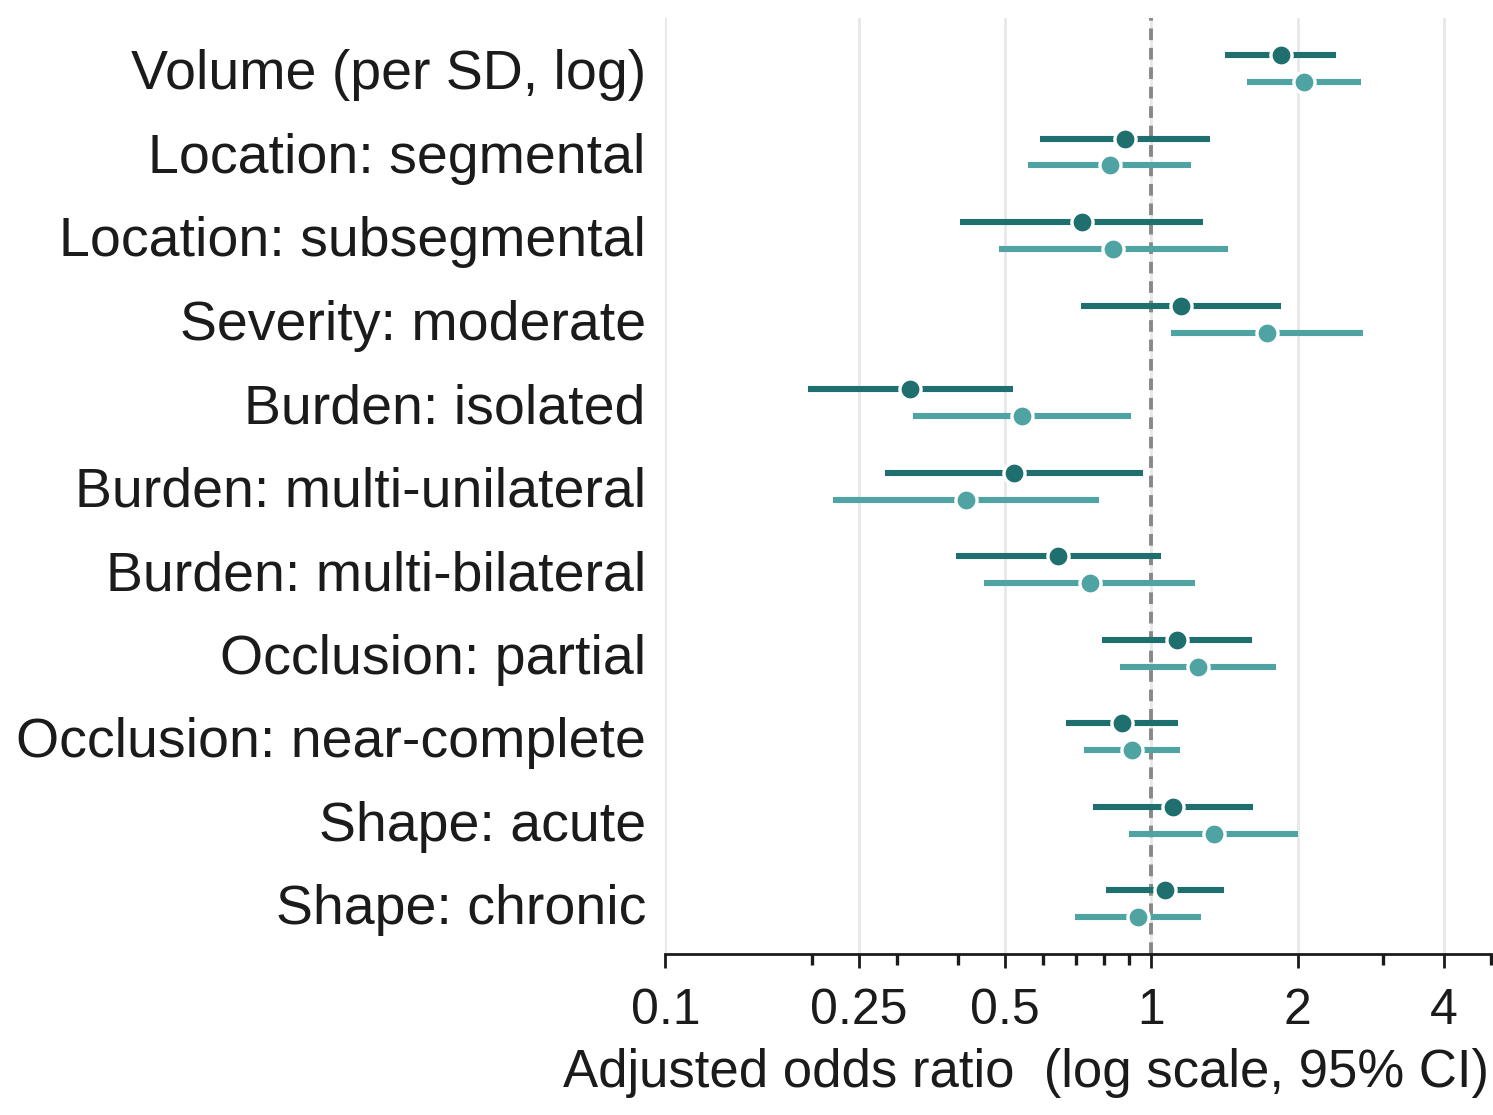 Volume (per SD, log)
Location: segmental
Location: subsegmental
Severity: moderate
Burden: isolated
Burden: multi-unilateral
Burden: multi-bilateral
Occlusion: partial
Occlusion: near-complete
Shape: acute
Shape: chronic
0.1 0.25 0.5 1 2 4
Adjusted odds ratio (log scale, 95% CI)